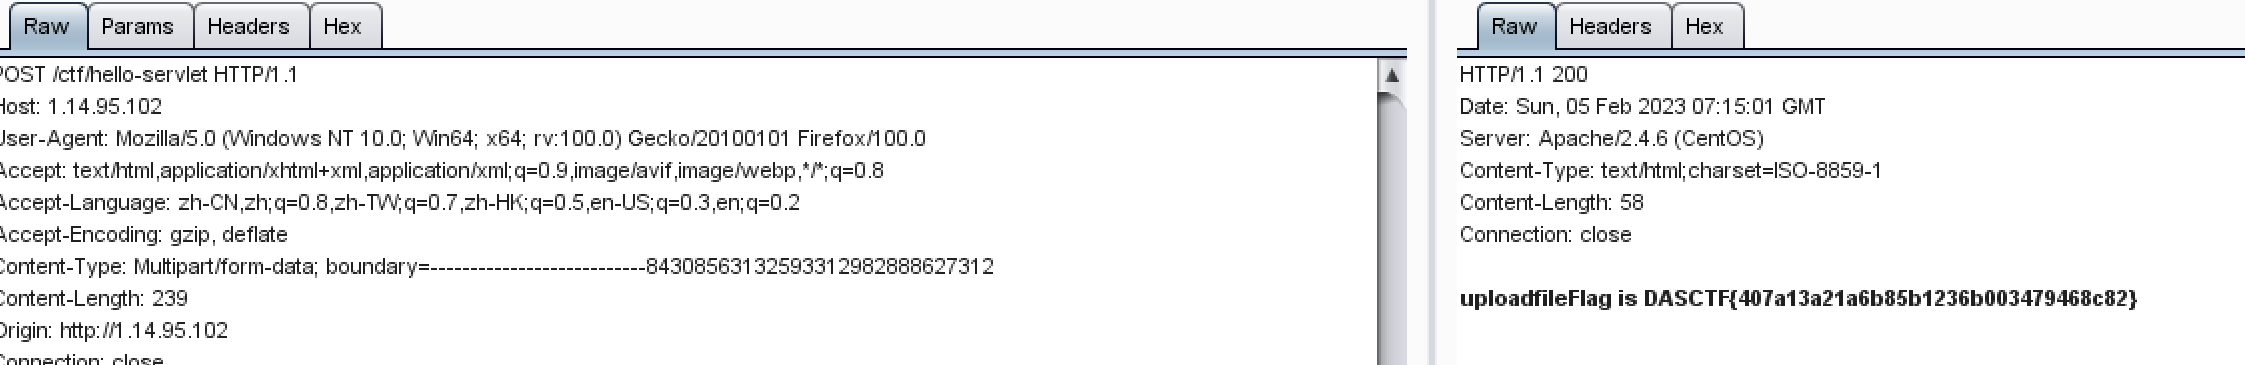 Raw Params Headers Hex
POST /ctf/hello-servlet HTTP/1.1
Host: 1.14.95.102
User-Agent: Mozilla/5.0 (Windows NT 10.0; Win64; x64; rv:100.0) Gecko/20100101 Firefox/100.0
Accept: text/html,application/xhtml+xml,application/xml;q=0.9,image/avif,image/webp,*/*;q=0.8
Accept-Language: zh-CN,zh;q=0.8,zh-TW;q=0.7,zh-HK;q=0.5,en-US;q=0.3,en;q=0.2
Accept-Encoding: gzip, deflate
Content-Type: Multipart/form-data; boundary=---------------------------84308563132593312982888627312
Content-Length: 239
Origin: http://1.14.95.102
Connection: close
Raw Headers Hex
HTTP/1.1 200
Date: Sun, 05 Feb 2023 07:15:01 GMT
Server: Apache/2.4.6 (CentOS)
Content-Type: text/html;charset=ISO-8859-1
Content-Length: 58
Connection: close
uploadfileFlag is DASCTF{407a13a21a6b85b1236b003479468c82}